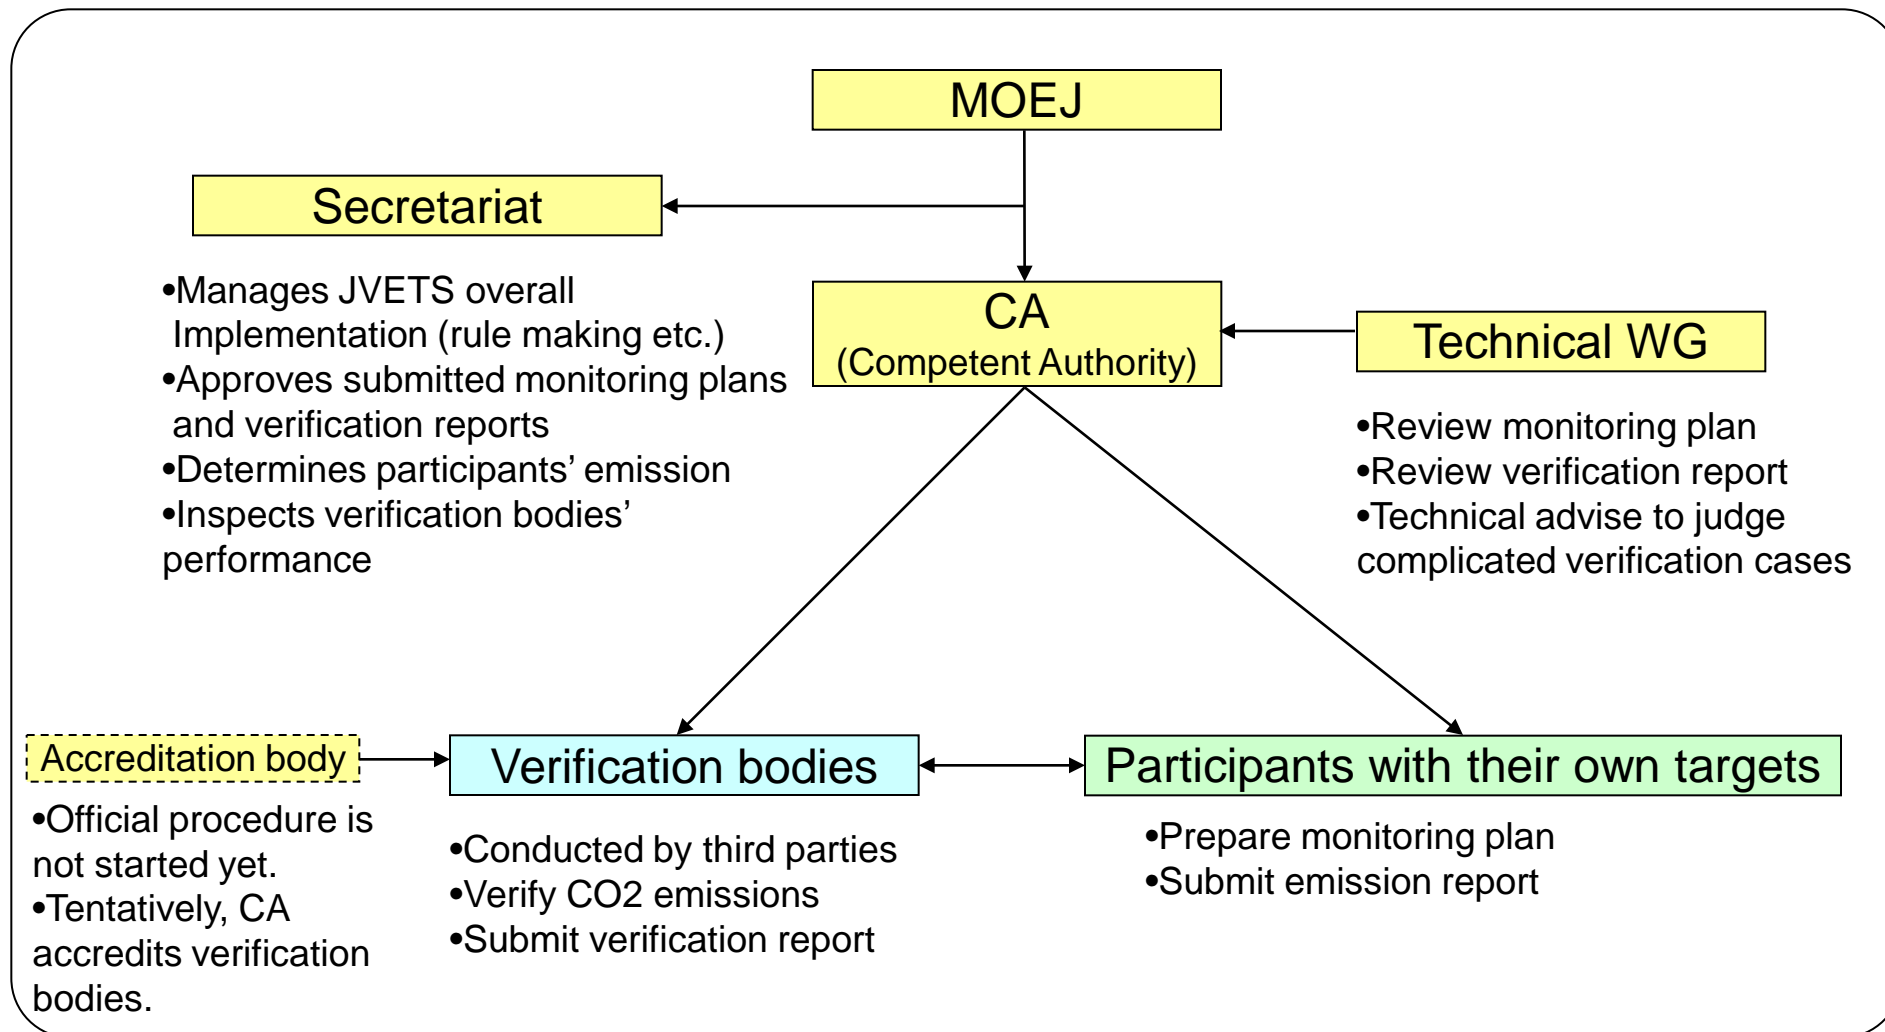 MOEJ
Secretariat
•Manages JVETS overall
Implementation (rule making etc.)
•Approves submitted monitoring plans
and verification reports
•Determines participants’ emission
•Inspects verification bodies’
performance
CA
(Competent Authority)
Technical WG
•Review monitoring plan
•Review verification report
•Technical advise to judge
complicated verification cases
Accreditation body
•Official procedure is
not started yet.
•Tentatively, CA
accredits verification
bodies.
Verification bodies
•Conducted by third parties
•Verify CO2 emissions
•Submit verification report
Participants with their own targets
•Prepare monitoring plan
•Submit emission report